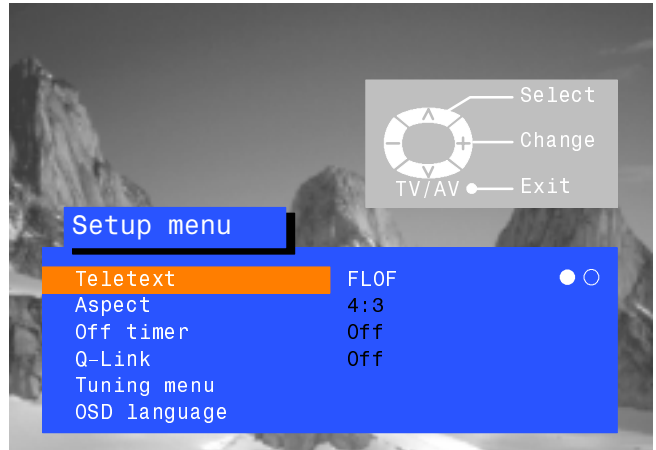 Select
Change
TV/AV Exit
Setup menu
Teletext FLOF
Aspect 4:3
Off timer Off
Q-Link Off
Tuning menu
OSD language